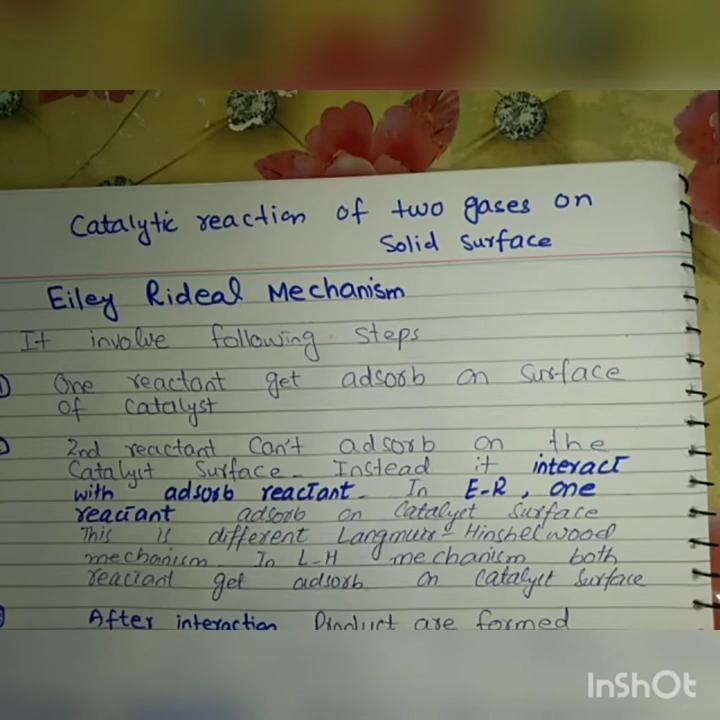 Catalytic reaction of two gases on
Solid Surface
Eiley Rideal Mechanism
It involve following steps
1) One reactant get adsorb on surface
of catalyst
2nd reactant can't adsorb on the
Catalyst Surface. Instead it interact
with adsorb reactant. In E-R, one
reactant adsorb on Catalyst Surface
This is different Langmuir-Hinshelwood
mechanism. In L-H mechanism both
reactant get adsorb on Catalyst Surface
After interaction Product are formed
InShOt